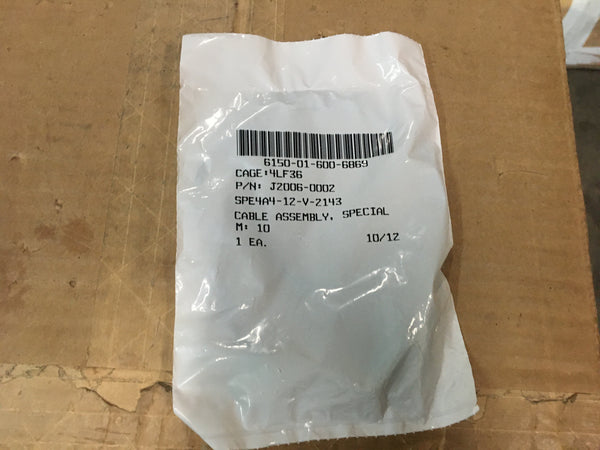 6150-01-600-6869
CAGE:4LF36
P/N: J2006-0002
SPE4A4-12-V-2143
CABLE ASSEMBLY, SPECIAL
M: 10
1 EA. 10/12